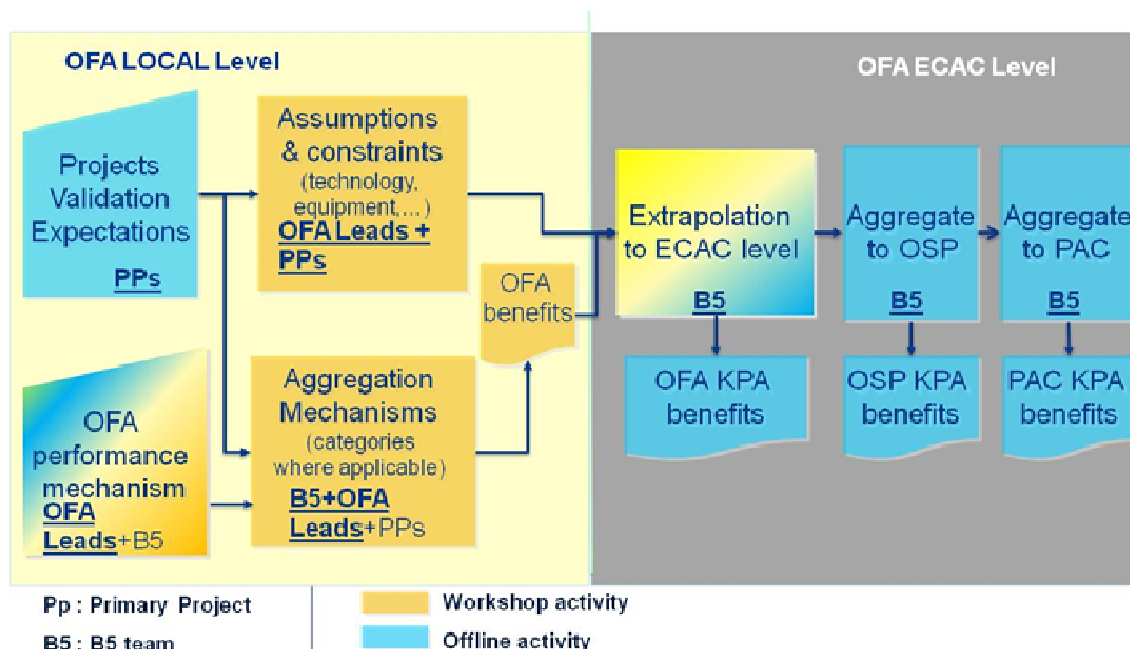 OFA LOCAL Level
OFA ECAC Level
Projects
Validation
Expectations
PPs
Assumptions
& constraints
(technology,
equipment,...)
OFA Leads +
PPs
OFA
benefits
OFA
performance
mechanism
OFA
Leads+B5
Aggregation
Mechanisms
(categories
where applicable)
B5+OFA
Leads+PPs
Extrapolation
to ECAC level
B5
Aggregate
to OSP
B5
Aggregate
to PAC
B5
OFA KPA
benefits
OSP KPA
benefits
PAC KPA
benefits
Pp : Primary Project
B5 : B5 team
Workshop activity
Offline activity